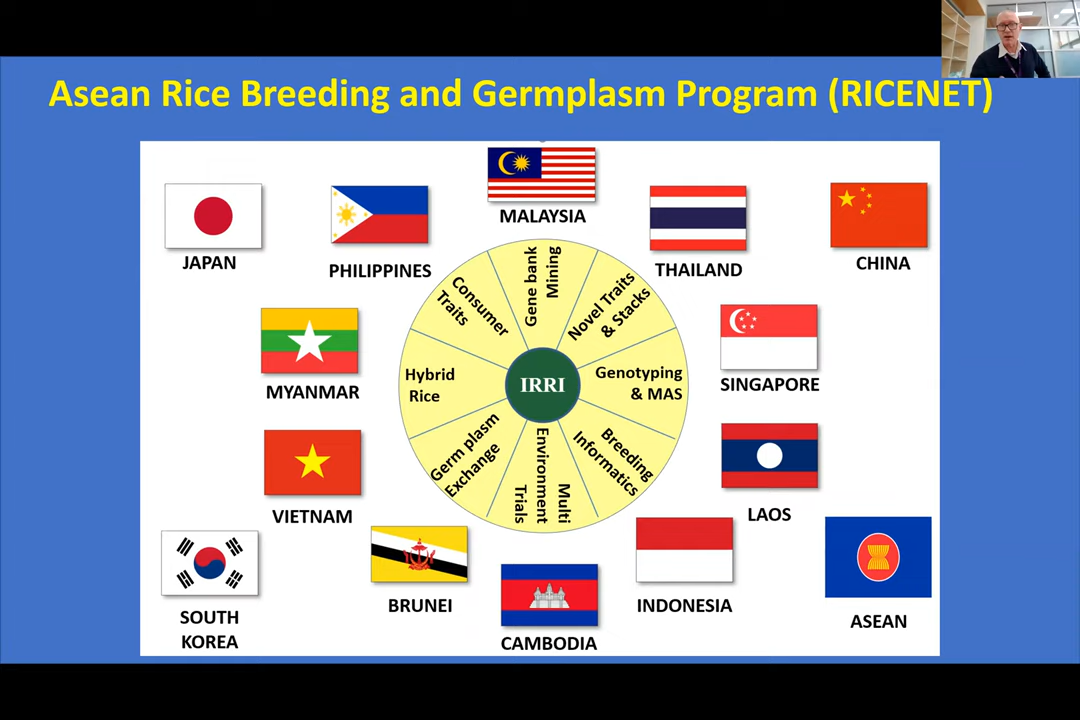 Asean Rice Breeding and Germplasm Program (RICENET)
MALAYSIA
JAPAN
PHILIPPINES
THAILAND
CHINA
MYANMAR
SINGAPORE
VIETNAM
LAOS
SOUTH
KOREA
BRUNEI
CAMBODIA
INDONESIA
ASEAN
IRRI
Gene bank
Mining
Novel Traits
& Stacks
Genotyping
& MAS
Breeding
Informatics
Multi
Environment
Trials
Germ plasm
Exchange
Hybrid
Rice
Consumer
Traits